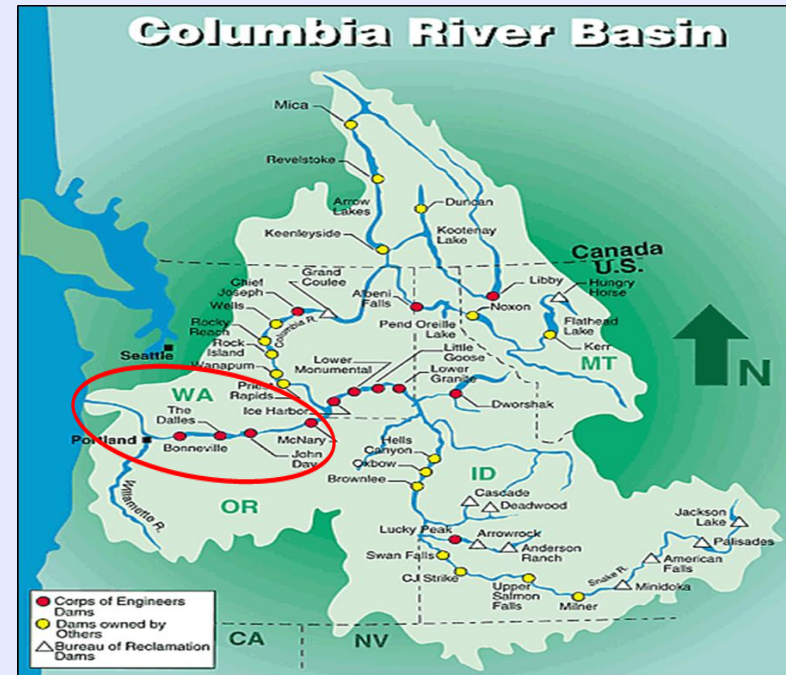 Columbia River Basin
Mica
Revelstoke
Arrow
Lakes
Duncan
Kootenay
Lake
Keenleyside
Canada
U.S.
Grand
Coulee
Chief
Joseph
Wells
Rocky
Reach
Rock
Island
Wanapum
Priest
Rapids
Columbia R.
Albeni
Falls
Libby
Hungry
Horse
Noxon
Pend Oreille
Lake
Flathead
Lake
Kerr
MT
N
Seattle
Little
Goose
Lower
Monumental
Lower
Granite
Ice Harbor
Dworshak
WA
The
Dalles
Portland
Bonneville
McNary
John
Day
Willamette R.
OR
Hells
Canyon
Oxbow
Brownlee
ID
Cascade
Deadwood
Lucky Peak
Arrowrock
Anderson
Ranch
Jackson
Lake
Palisades
American
Falls
Snake R.
Minidoka
Swan Falls
CJ Strike
Upper
Salmon
Falls
Milner
Corps of Engineers
Dams
Dams owned by
Others
Bureau of Reclamation
Dams
CA
NV